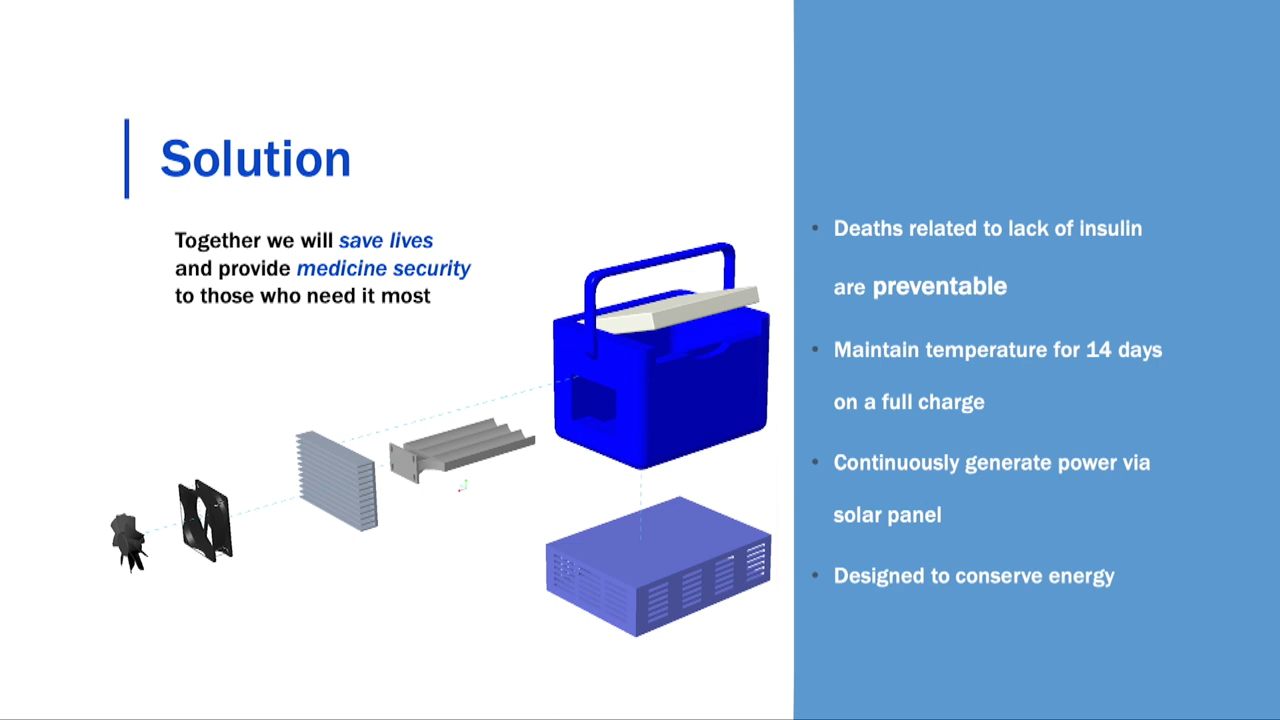 Solution
Together we will save lives
and provide medicine security
to those who need it most
• Deaths related to lack of insulin
are preventable
• Maintain temperature for 14 days
on a full charge
• Continuously generate power via
solar panel
• Designed to conserve energy